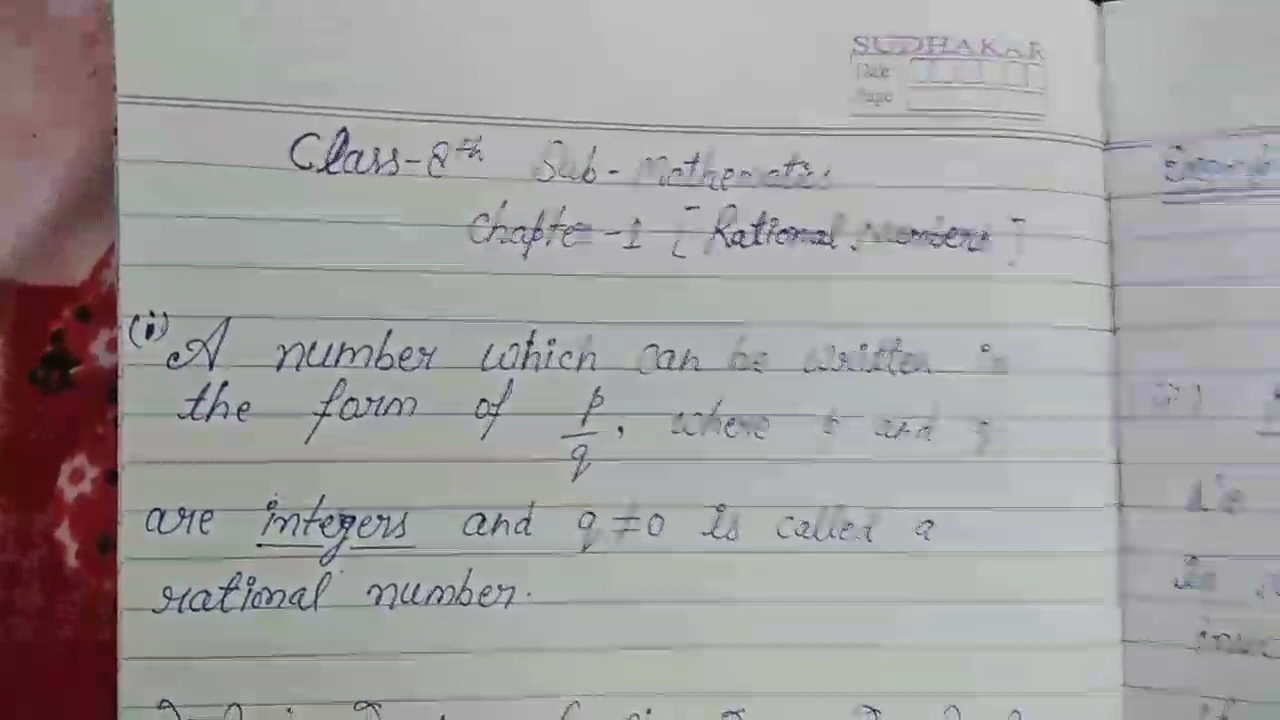 SUDHAKAR
Date
Page
Class-8th Sub-Mathematics
Chapter-1 [Rational Numbers]
(i) A number which can be written in
the form of p/q, where p and q
are integers and q ≠ 0 is called a
rational number.